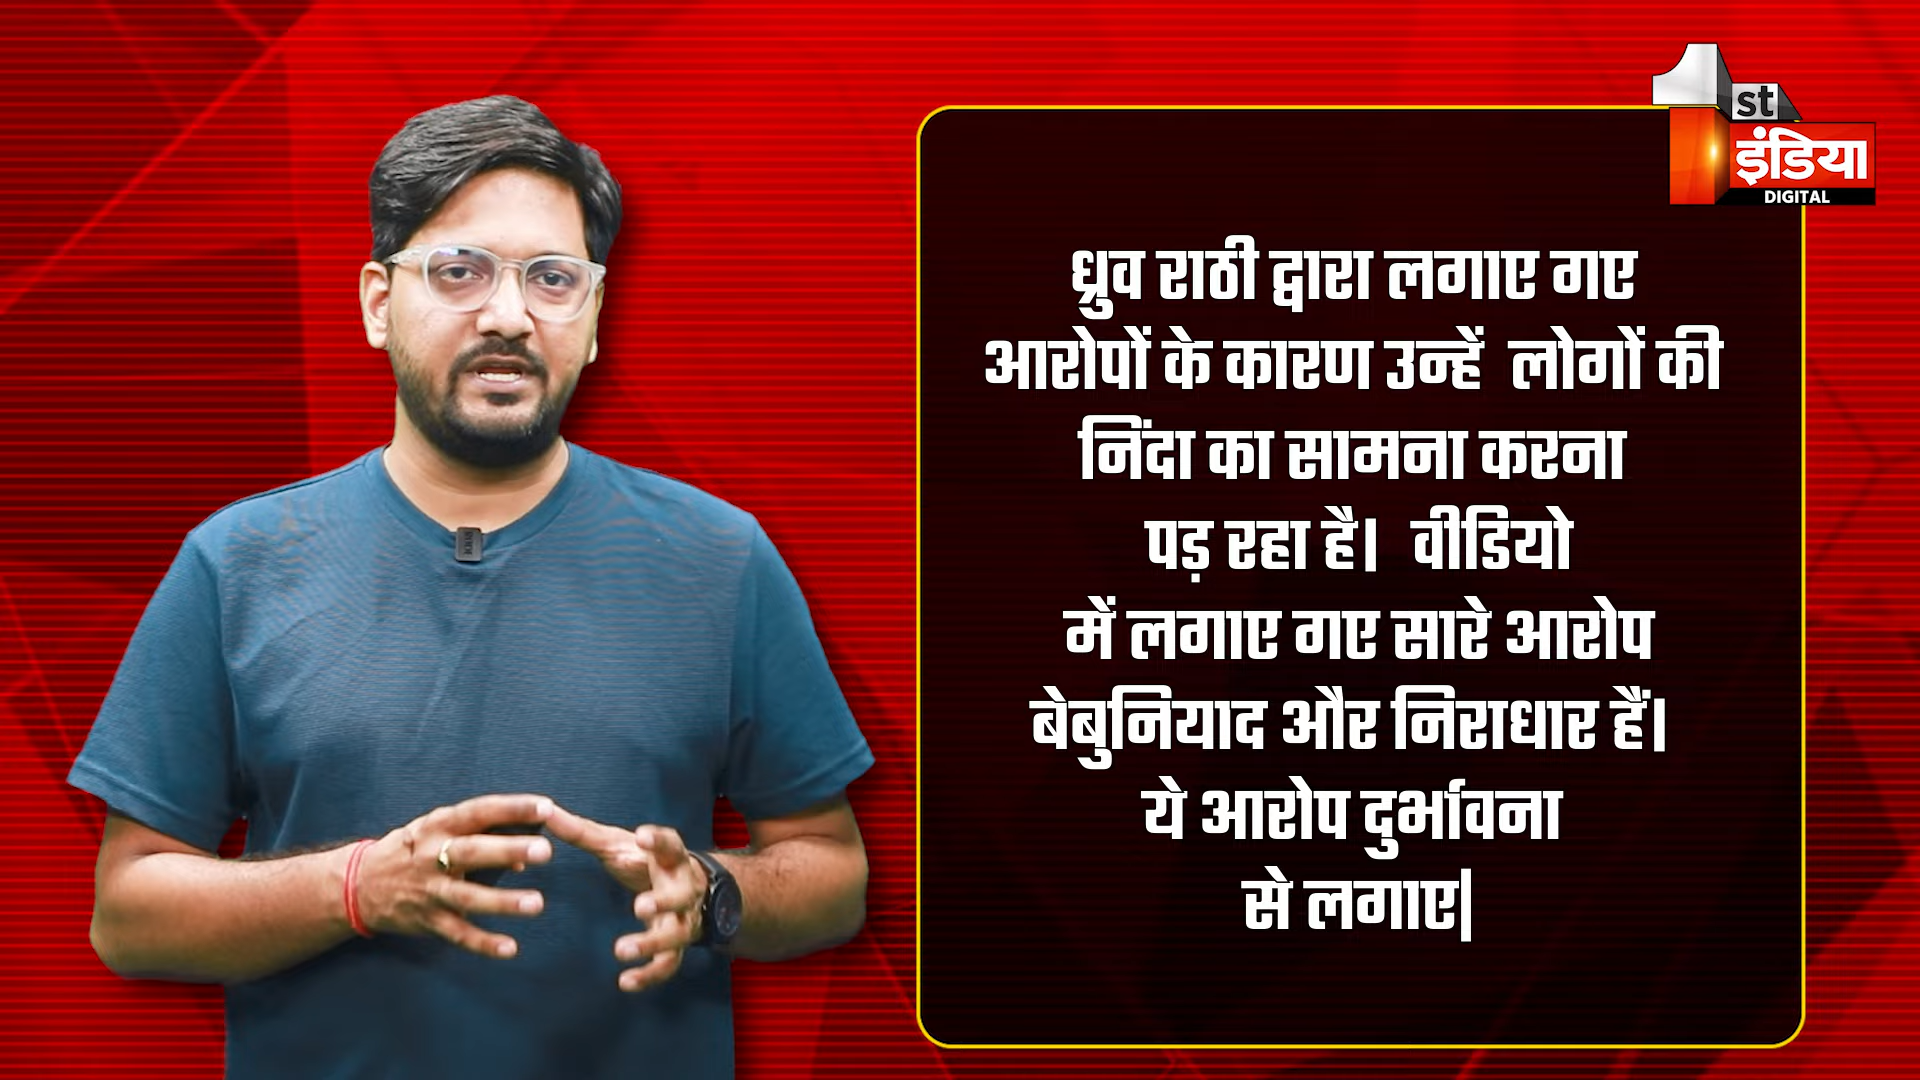 1st
इंडिया
DIGITAL
ध्रुव राठी द्वारा लगाए गए
आरोपों के कारण उन्हें लोगों की
निंदा का सामना करना
पड़ रहा है। वीडियो
में लगाए गए सारे आरोप
बेबुनियाद और निराधार हैं।
ये आरोप दुर्भावना
से लगाए|